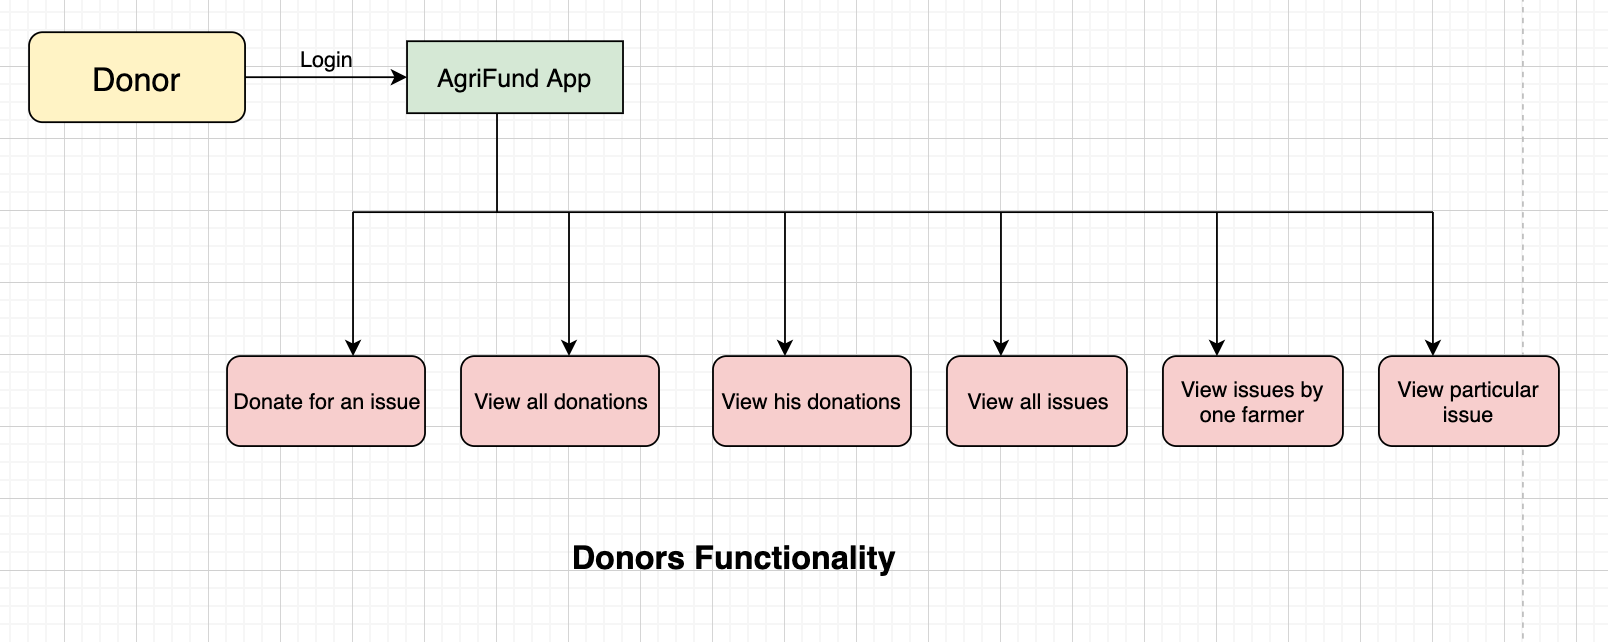 Donor
Login
AgriFund App
Donate for an issue
View all donations
View his donations
View all issues
View issues by
one farmer
View particular
issue
Donors Functionality